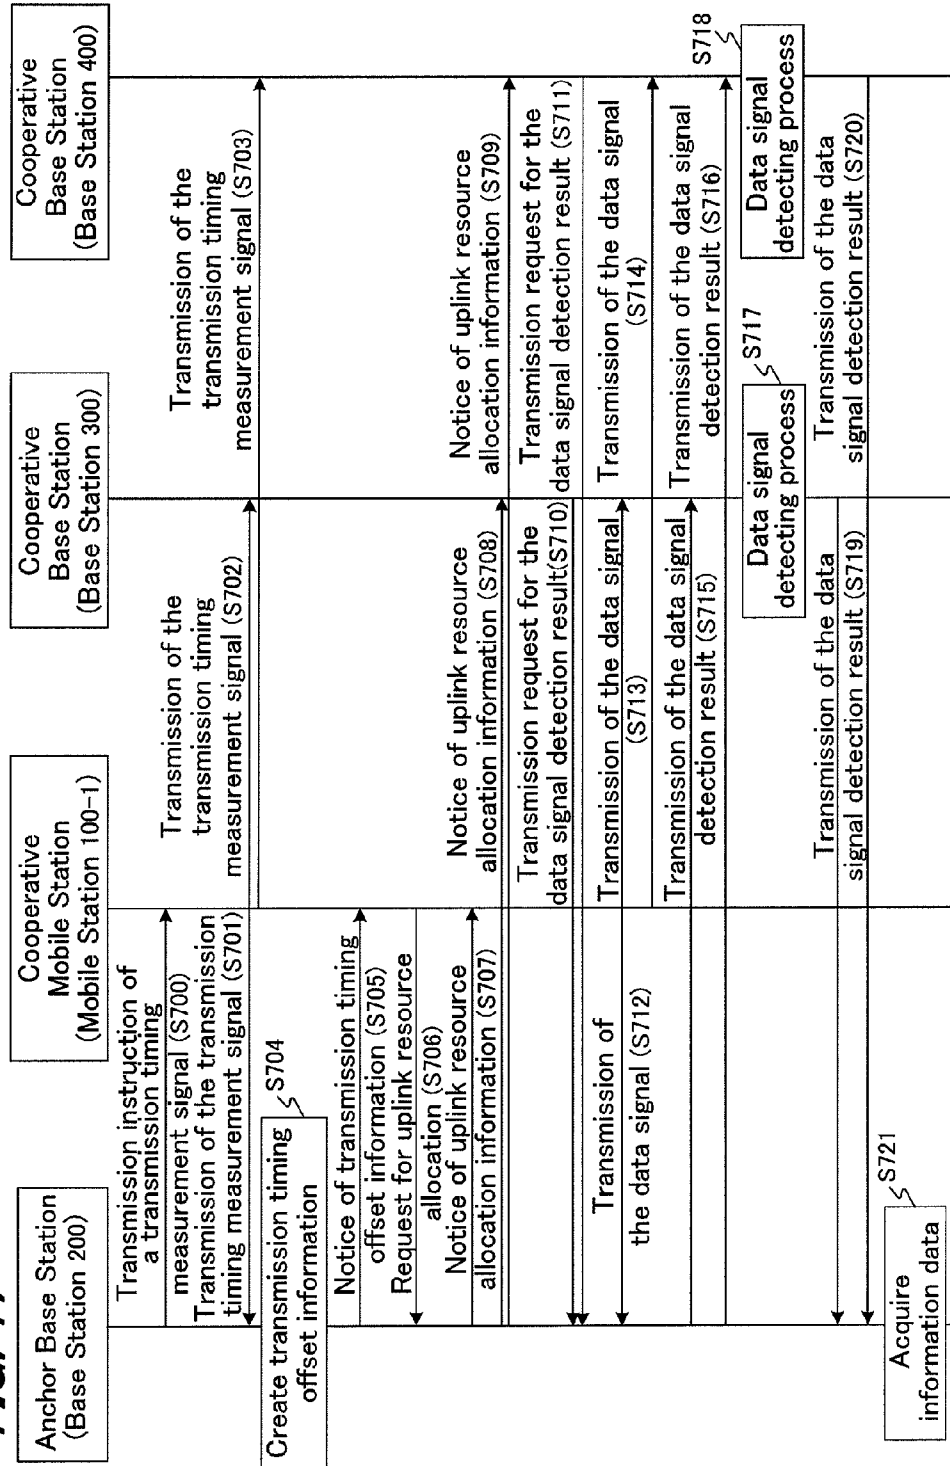 Anchor Base Station
(Base Station 200)
Cooperative
Mobile Station
(Mobile Station 100-1)
Cooperative
Base Station
(Base Station 300)
Cooperative
Base Station
(Base Station 400)
Transmission instruction of
a transmission timing
measurement signal (S700)
Transmission of the transmission
timing measurement signal (S701)
Transmission of the
transmission timing
measurement signal (S702)
Transmission of the
transmission timing
measurement signal (S703)
Create transmission timing
offset information
S704
Notice of transmission timing
offset information (S705)
Request for uplink resource
allocation (S706)
Notice of uplink resource
allocation information (S707)
Notice of uplink resource
allocation information (S708)
Notice of uplink resource
allocation information (S709)
Transmission request for the
data signal detection result(S710)
Transmission request for the
data signal detection result (S711)
Transmission of
the data signal (S712)
Transmission of the data signal
(S713)
Transmission of the data signal
(S714)
Transmission of the data signal
detection result (S715)
Transmission of the data signal
detection result (S716)
Data signal
detecting process
S717
Data signal
detecting process
S718
Transmission of the data
signal detection result (S719)
Transmission of the data
signal detection result (S720)
Acquire
information data
S721